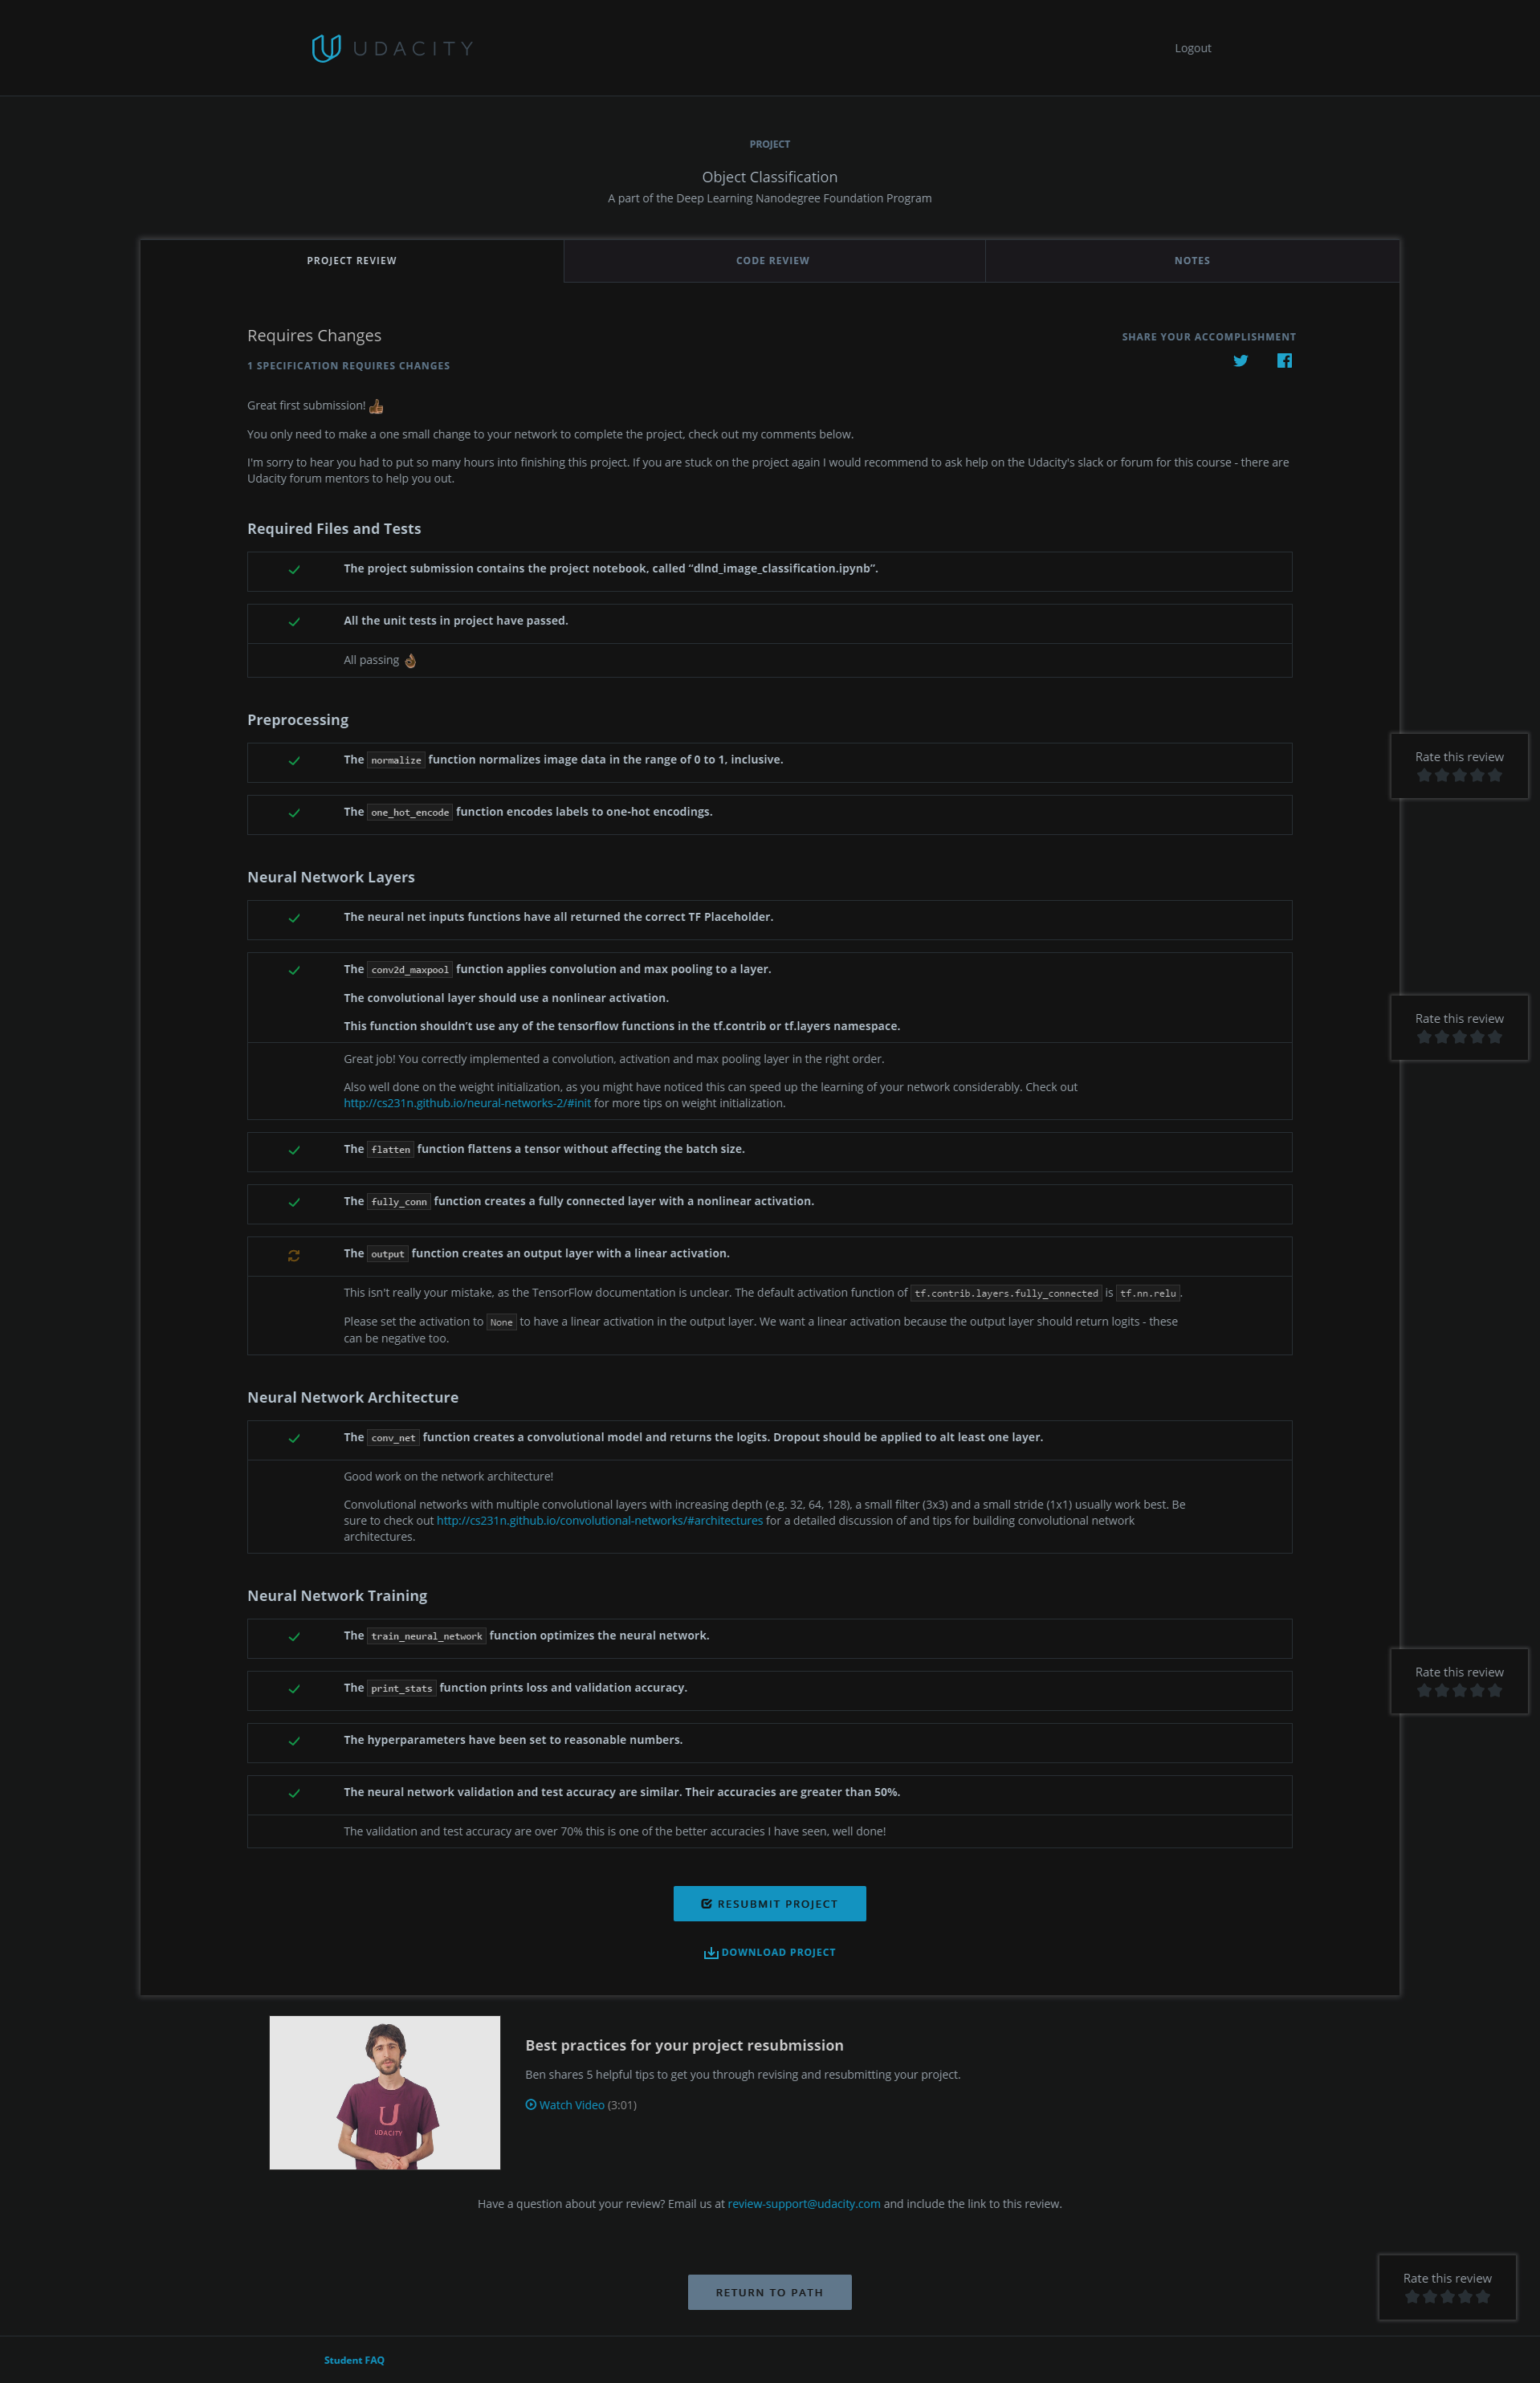 UDACITY
Logout
PROJECT
Object Classification
A part of the Deep Learning Nanodegree Foundation Program
PROJECT REVIEW
CODE REVIEW
NOTES
Requires Changes
SHARE YOUR ACCOMPLISHMENT
1 SPECIFICATION REQUIRES CHANGES
Great first submission!
You only need to make a one small change to your network to complete the project, check out my comments below.
I'm sorry to hear you had to put so many hours into finishing this project. If you are stuck on the project again I would recommend to ask help on the Udacity's slack or forum for this course - there are
Udacity forum mentors to help you out.
Required Files and Tests
The project submission contains the project notebook, called “dlnd_image_classification.ipynb”.
All the unit tests in project have passed.
All passing
Preprocessing
The normalize function normalizes image data in the range of 0 to 1, inclusive.
Rate this review
The one_hot_encode function encodes labels to one-hot encodings.
Neural Network Layers
The neural net inputs functions have all returned the correct TF Placeholder.
The conv2d_maxpool function applies convolution and max pooling to a layer.
The convolutional layer should use a nonlinear activation.
Rate this review
This function shouldn’t use any of the tensorflow functions in the tf.contrib or tf.layers namespace.
Great job! You correctly implemented a convolution, activation and max pooling layer in the right order.
Also well done on the weight initialization, as you might have noticed this can speed up the learning of your network considerably. Check out
http://cs231n.github.io/neural-networks-2/#init for more tips on weight initialization.
The flatten function flattens a tensor without affecting the batch size.
The fully_conn function creates a fully connected layer with a nonlinear activation.
The output function creates an output layer with a linear activation.
This isn't really your mistake, as the TensorFlow documentation is unclear. The default activation function of tf.contrib.layers.fully_connected is tf.nn.relu.
Please set the activation to None to have a linear activation in the output layer. We want a linear activation because the output layer should return logits - these
can be negative too.
Neural Network Architecture
The conv_net function creates a convolutional model and returns the logits. Dropout should be applied to alt least one layer.
Good work on the network architecture!
Convolutional networks with multiple convolutional layers with increasing depth (e.g. 32, 64, 128), a small filter (3x3) and a small stride (1x1) usually work best. Be
sure to check out http://cs231n.github.io/convolutional-networks/#architectures for a detailed discussion of and tips for building convolutional network
architectures.
Neural Network Training
The train_neural_network function optimizes the neural network.
Rate this review
The print_stats function prints loss and validation accuracy.
The hyperparameters have been set to reasonable numbers.
The neural network validation and test accuracy are similar. Their accuracies are greater than 50%.
The validation and test accuracy are over 70% this is one of the better accuracies I have seen, well done!
RESUBMIT PROJECT
DOWNLOAD PROJECT
Best practices for your project resubmission
Ben shares 5 helpful tips to get you through revising and resubmitting your project.
Watch Video (3:01)
UDACITY
Have a question about your review? Email us at review-support@udacity.com and include the link to this review.
Rate this review
RETURN TO PATH
Student FAQ